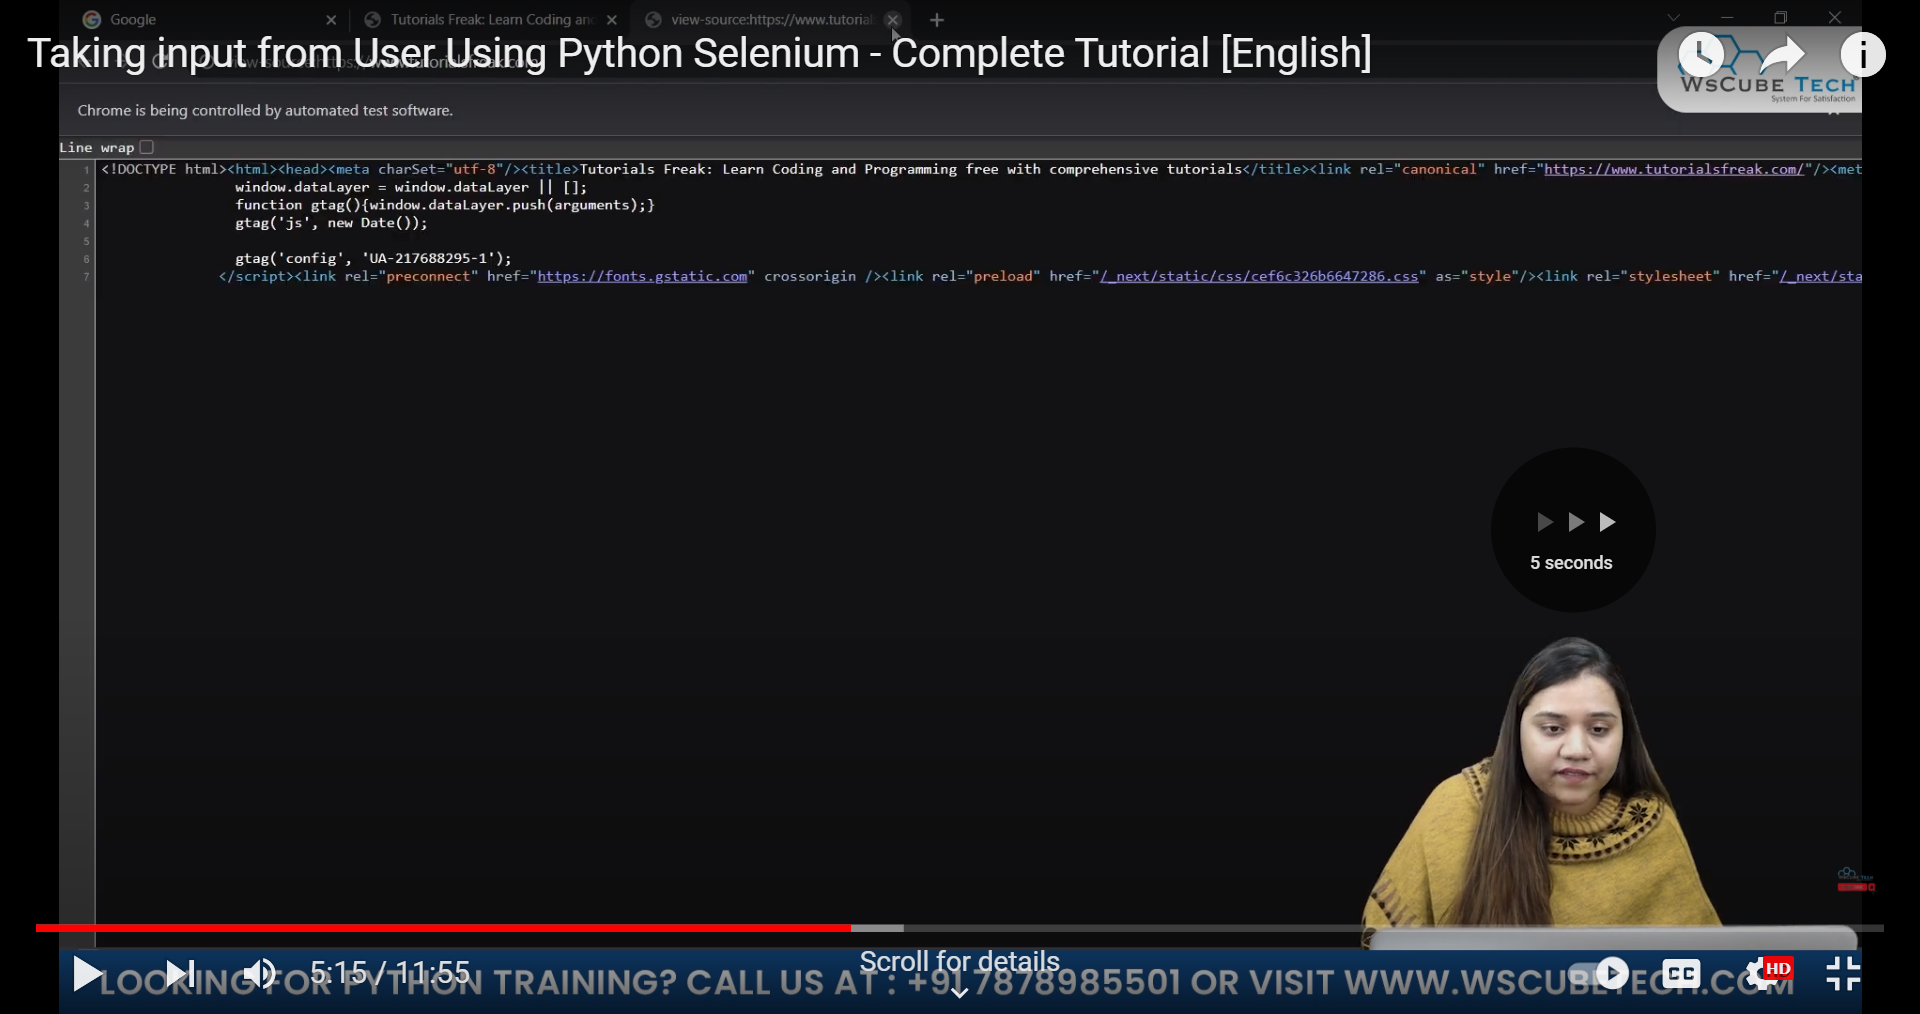 Google
Tutorials Freak: Learn Coding an
view-source:https://www.tutorial
Taking input from User Using Python Selenium - Complete Tutorial [English]
WsCube Tech
System For Satisfaction
Chrome is being controlled by automated test software.
Line wrap
1 <!DOCTYPE html><html><head><meta charSet="utf-8"/><title>Tutorials Freak: Learn Coding and Programming free with comprehensive tutorials</title><link rel="canonical" href="https://www.tutorialsfreak.com/"/><met
2 window.dataLayer = window.dataLayer || [];
3 function gtag(){window.dataLayer.push(arguments);}
4 gtag('js', new Date());
5
6 gtag('config', 'UA-217688295-1');
7 </script><link rel="preconnect" href="https://fonts.gstatic.com" crossorigin /><link rel="preload" href="/_next/static/css/cef6c326b6647286.css" as="style"/><link rel="stylesheet" href="/_next/sta
5 seconds
Scroll for details
5:15 / 11:55
CC
HD
LOOKING FOR PYTHON TRAINING? CALL US AT : +91 7878985501 OR VISIT WWW.WSCUBETECH.COM